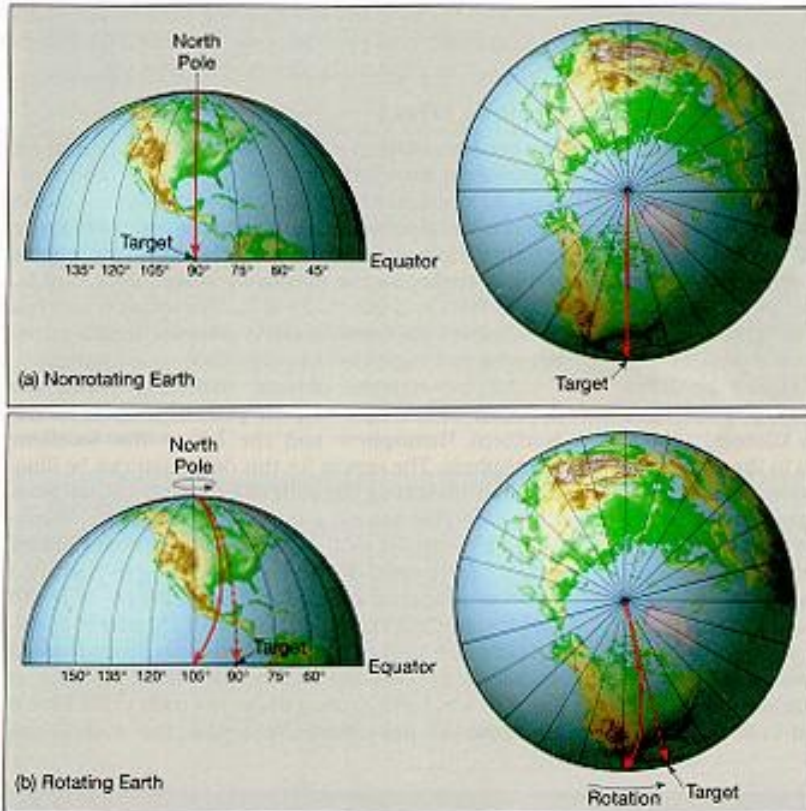 North
Pole
Target
Equator
135° 120° 105° 90° 75° 60° 45°
(a) Nonrotating Earth
Target
North
Pole
Target
Equator
150° 135° 120° 105° 90° 75° 60°
(b) Rotating Earth
Rotation
Target